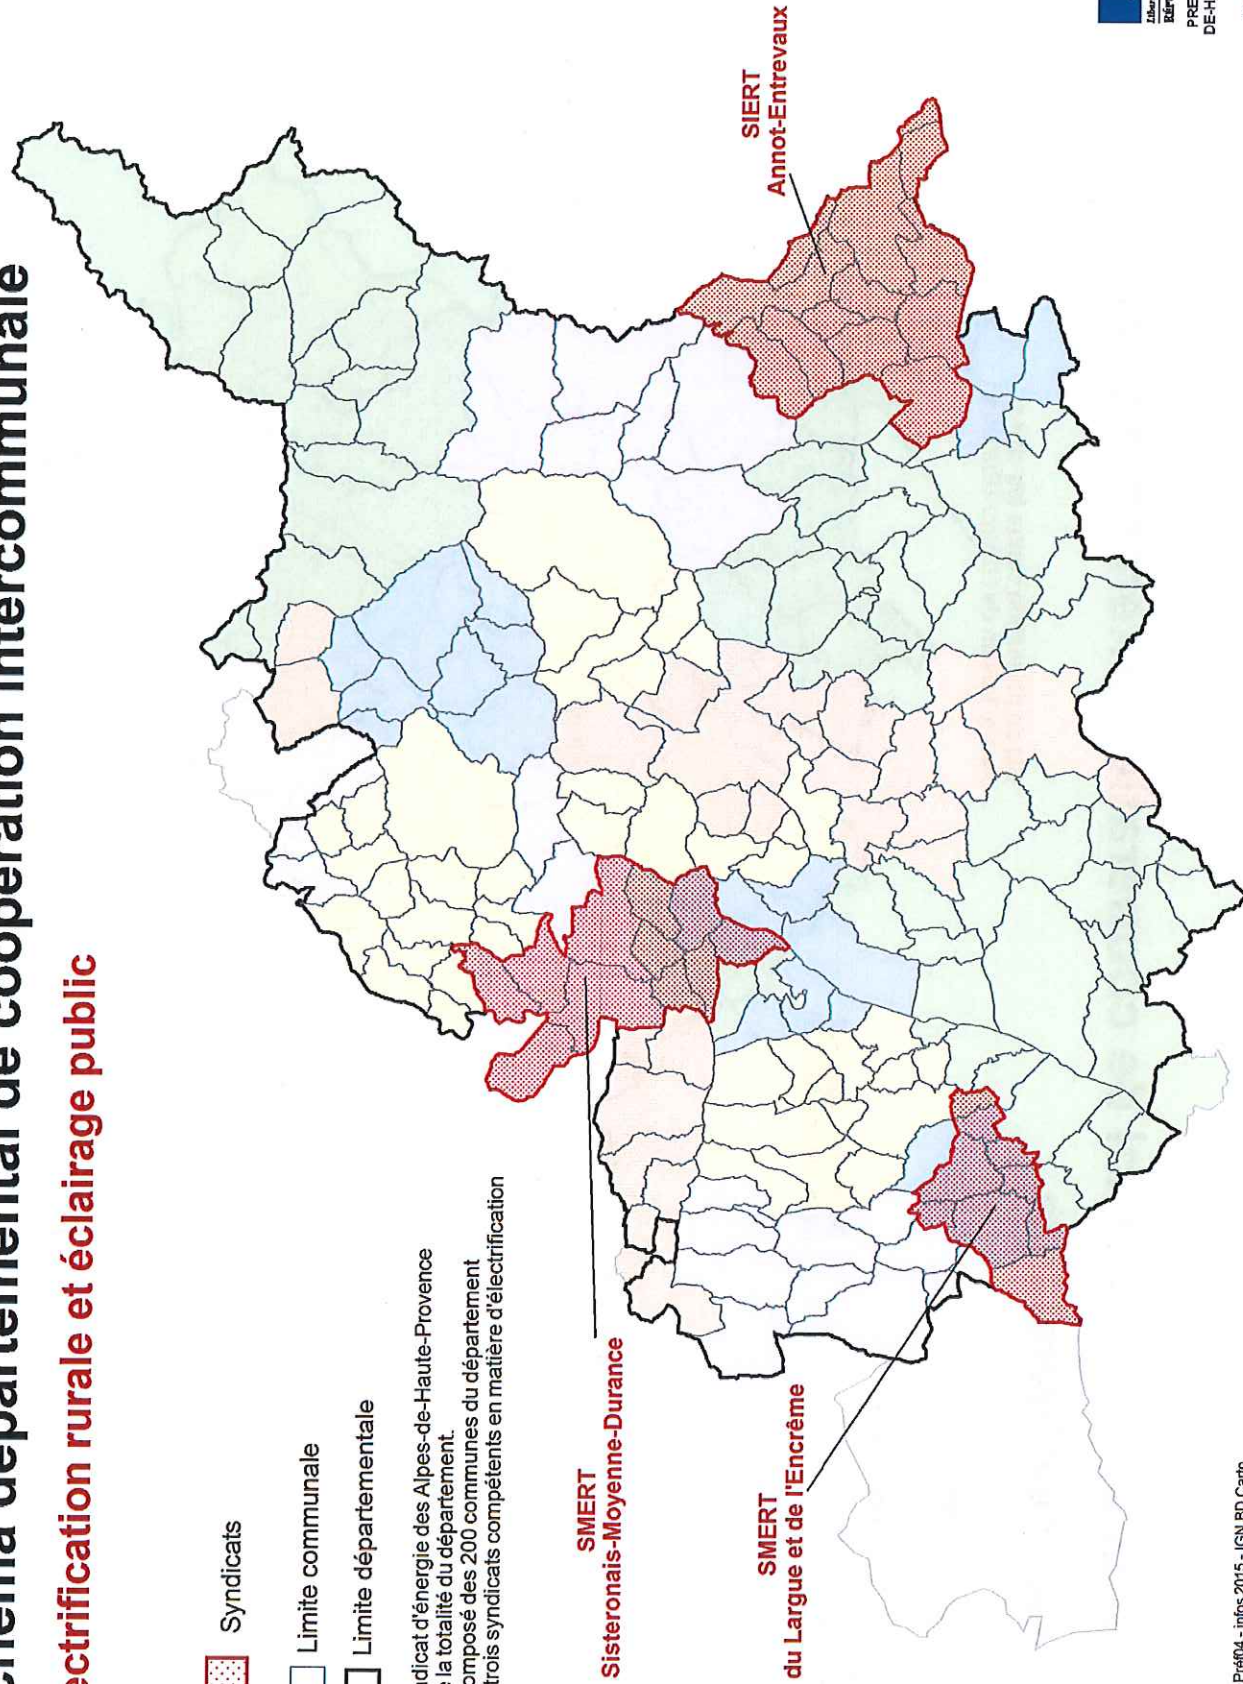 schéma départemental de coopération intercommunale
ectrification rurale et éclairage public
Syndicats
Limite communale
Limite départementale
ndicat d'énergie des Alpes-de-Haute-Provence
la totalité du département.
omposé des 200 communes du département
trois syndicats compétents en matière d'électrification
SMERT
Sisteronais-Moyenne-Durance
SMERT
du Largue et de l'Encrême
SIERT
Annot-Entrevaux
PRE
DE-H
Préf04 - infos 2015 - IGN BD Carto